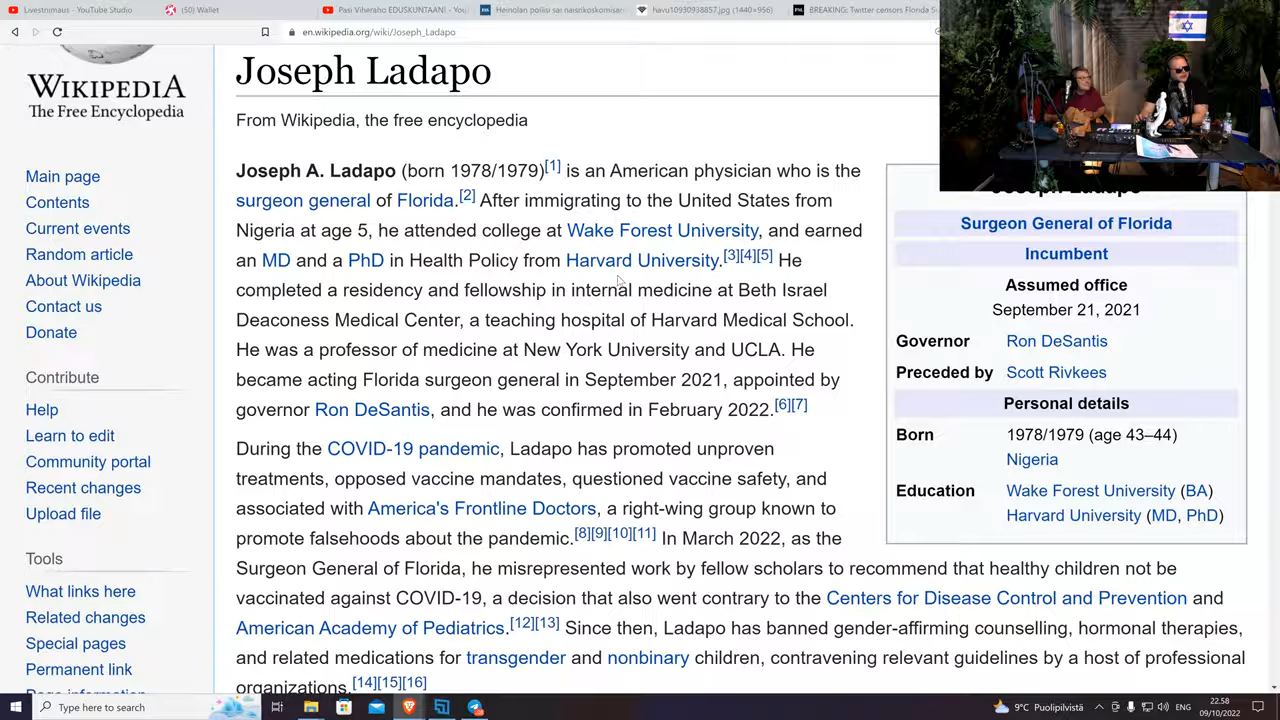 Livestnimaus - YouTube Studio
(50) Wallet
Pasi Viheraho EDUSKUNTAAN! - You
Heinolan poliisi sai naisrikoskomisar
havu10930938857.jpg (1440×956)
BREAKING: Twitter censors Florida S
en.wikipedia.org/wiki/Joseph_Ladapo
WIKIPEDIA
The Free Encyclopedia
Main page
Contents
Current events
Random article
About Wikipedia
Contact us
Donate
Contribute
Help
Learn to edit
Community portal
Recent changes
Upload file
Tools
What links here
Related changes
Special pages
Permanent link
Page information
Joseph Ladapo
From Wikipedia, the free encyclopedia
Joseph A. Ladapo (born 1978/1979)[1] is an American physician who is the
surgeon general of Florida.[2] After immigrating to the United States from
Nigeria at age 5, he attended college at Wake Forest University, and earned
an MD and a PhD in Health Policy from Harvard University.[3][4][5] He
completed a residency and fellowship in internal medicine at Beth Israel
Deaconess Medical Center, a teaching hospital of Harvard Medical School.
He was a professor of medicine at New York University and UCLA. He
became acting Florida surgeon general in September 2021, appointed by
governor Ron DeSantis, and he was confirmed in February 2022.[6][7]
During the COVID-19 pandemic, Ladapo has promoted unproven
treatments, opposed vaccine mandates, questioned vaccine safety, and
associated with America's Frontline Doctors, a right-wing group known to
promote falsehoods about the pandemic.[8][9][10][11] In March 2022, as the
Surgeon General of Florida, he misrepresented work by fellow scholars to recommend that healthy children not be
vaccinated against COVID-19, a decision that also went contrary to the Centers for Disease Control and Prevention and
American Academy of Pediatrics.[12][13] Since then, Ladapo has banned gender-affirming counselling, hormonal therapies,
and related medications for transgender and nonbinary children, contravening relevant guidelines by a host of professional
organizations.[14][15][16]
Joseph Ladapo
Surgeon General of Florida
Incumbent
Assumed office
September 21, 2021
Governor Ron DeSantis
Preceded by Scott Rivkees
Personal details
Born 1978/1979 (age 43–44)
Nigeria
Education Wake Forest University (BA)
Harvard University (MD, PhD)
Type here to search
9°C Puolipilvistä
ENG
22.58
09/10/2022